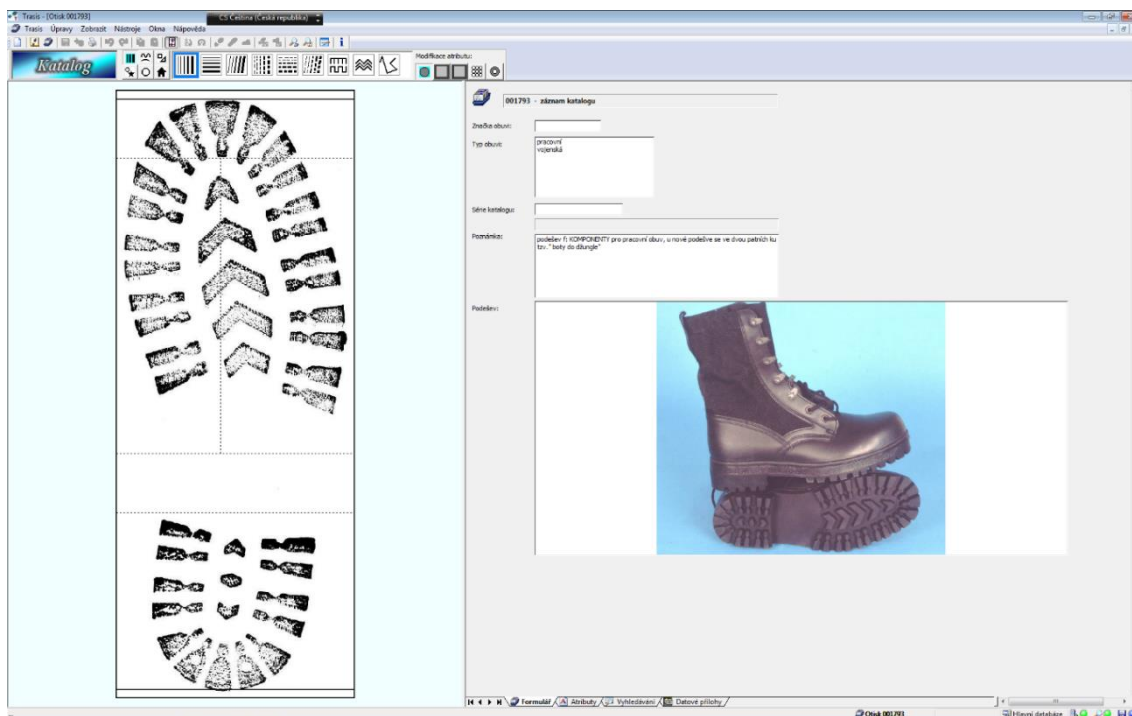 Trasis - [Otisk 001793]
CS Čeština (Česká republika)
Trasis Úpravy Zobrazit Nástroje Okna Nápověda
Katalog
Modifikace atributu:
001793 - záznam katalogu
Značka obuvi:
Typ obuvi:
pracovní
vojenská
Série katalogu:
Poznámka:
podešev f: KOMPONENTY pro pracovní obuv, u nové podešve se ve dvou patních ku
tzv." boty do džungle"
Podešev:
Formulář Atributy Vyhledávání Datové přílohy
Otisk 001793 Hlavní databáze